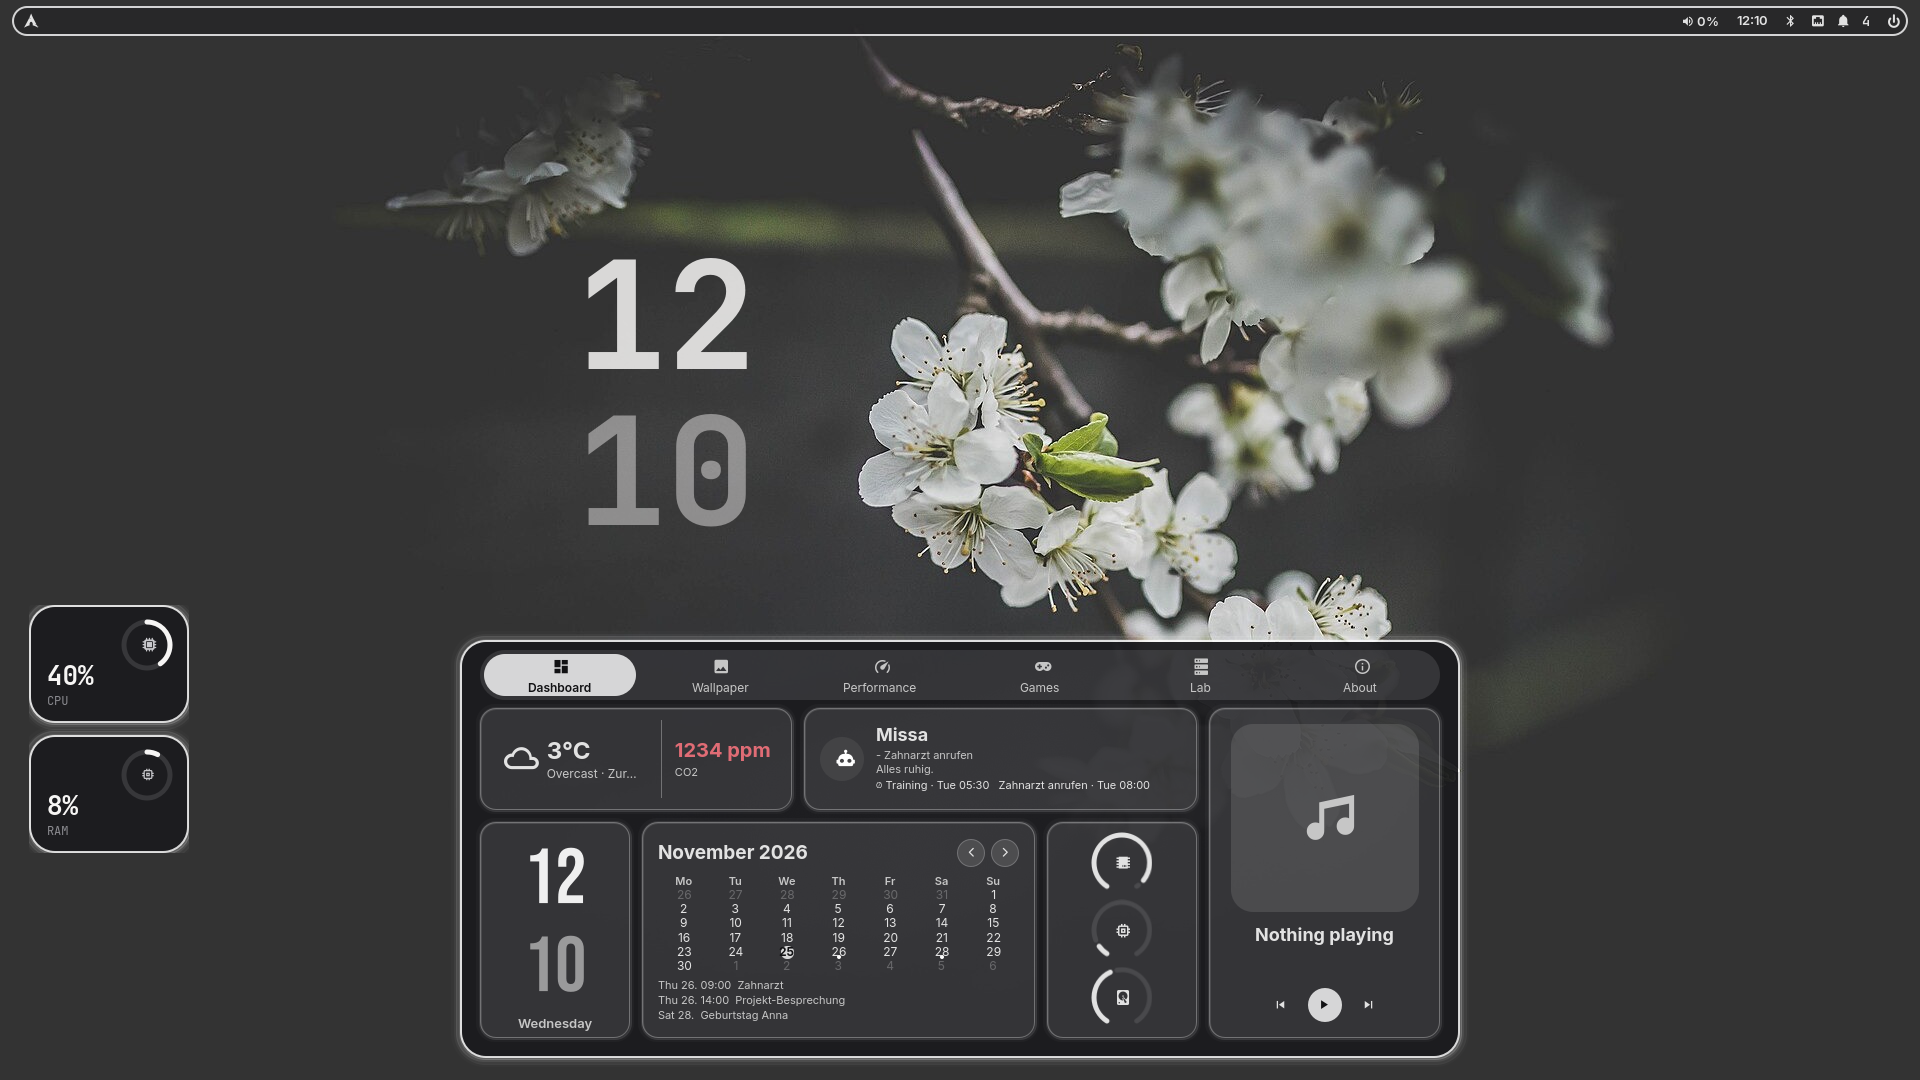 0%
12:10
4
12
10
40%
CPU
8%
RAM
Dashboard
Wallpaper
Performance
Games
Lab
About
3°C
Overcast · Zur...
1234 ppm
CO2
Missa
- Zahnarzt anrufen
Alles ruhig.
Training · Tue 05:30 Zahnarzt anrufen · Tue 08:00
12
10
Wednesday
November 2026
Mo Tu We Th Fr Sa Su
26 27 28 29 30 31 1
2 3 4 5 6 7 8
9 10 11 12 13 14 15
16 17 18 19 20 21 22
23 24 25 26 27 28 29
30 1 2 3 4 5 6
Thu 26. 09:00 Zahnarzt
Thu 26. 14:00 Projekt-Besprechung
Sat 28. Geburtstag Anna
Nothing playing